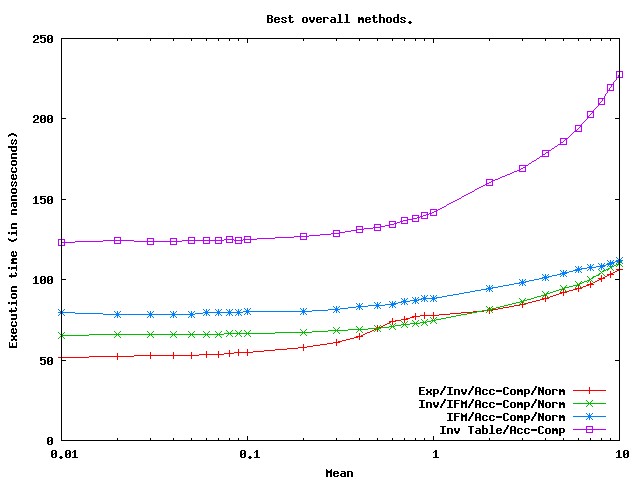 Best overall methods.
250
200
150
100
50
0
Execution time (in nanoseconds)
Exp/Inv/Acc-Comp/Norm
Inv/IFM/Acc-Comp/Norm
IFM/Acc-Comp/Norm
Inv Table/Acc-Comp
0.01 0.1 1 10
Mean